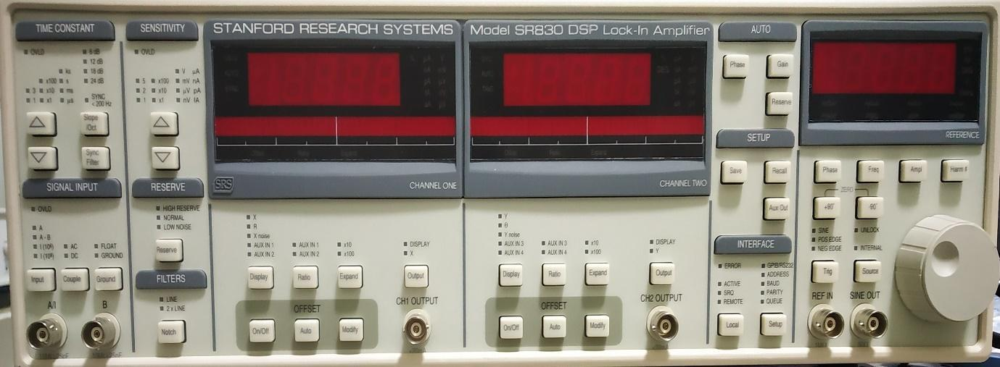 TIME CONSTANT
OVLD
6 dB
12 dB
18 dB
24 dB
ks
x100 s
3 x10 ms
1 x1 µs
SYNC
< 200 Hz
Slope
/Oct
Sync
Filter
SIGNAL INPUT
OVLD
A
A - B
I (10⁶)
I (10⁸)
AC
DC
FLOAT
GROUND
Input
Couple
Ground
A/I
B
SENSITIVITY
OVLD
V µA
5 x100 mV nA
2 x10 µV pA
1 x1 nV fA
RESERVE
HIGH RESERVE
NORMAL
LOW NOISE
Reserve
FILTERS
LINE
2 x LINE
Notch
STANFORD RESEARCH SYSTEMS
SRS
CHANNEL ONE
X
R
X noise
AUX IN 1
AUX IN 2
AUX IN 1
AUX IN 2
x10
x100
DISPLAY
X
Display
Ratio
Expand
Output
OFFSET
On/Off
Auto
Modify
CH1 OUTPUT
Model SR830 DSP Lock-In Amplifier
CHANNEL TWO
Y
θ
Y noise
AUX IN 3
AUX IN 4
AUX IN 3
AUX IN 4
x10
x100
DISPLAY
Y
Display
Ratio
Expand
Output
OFFSET
On/Off
Auto
Modify
CH2 OUTPUT
AUTO
Phase
Gain
Reserve
SETUP
Save
Recall
Aux Out
INTERFACE
ERROR
ACTIVE
SRQ
REMOTE
GPIB/RS232
ADDRESS
BAUD
PARITY
QUEUE
Local
Setup
REFERENCE
Phase
Freq
Ampl
Harm #
ZERO
+90°
-90°
SINE
POS EDGE
NEG EDGE
UNLOCK
INTERNAL
Trig
Source
REF IN
SINE OUT